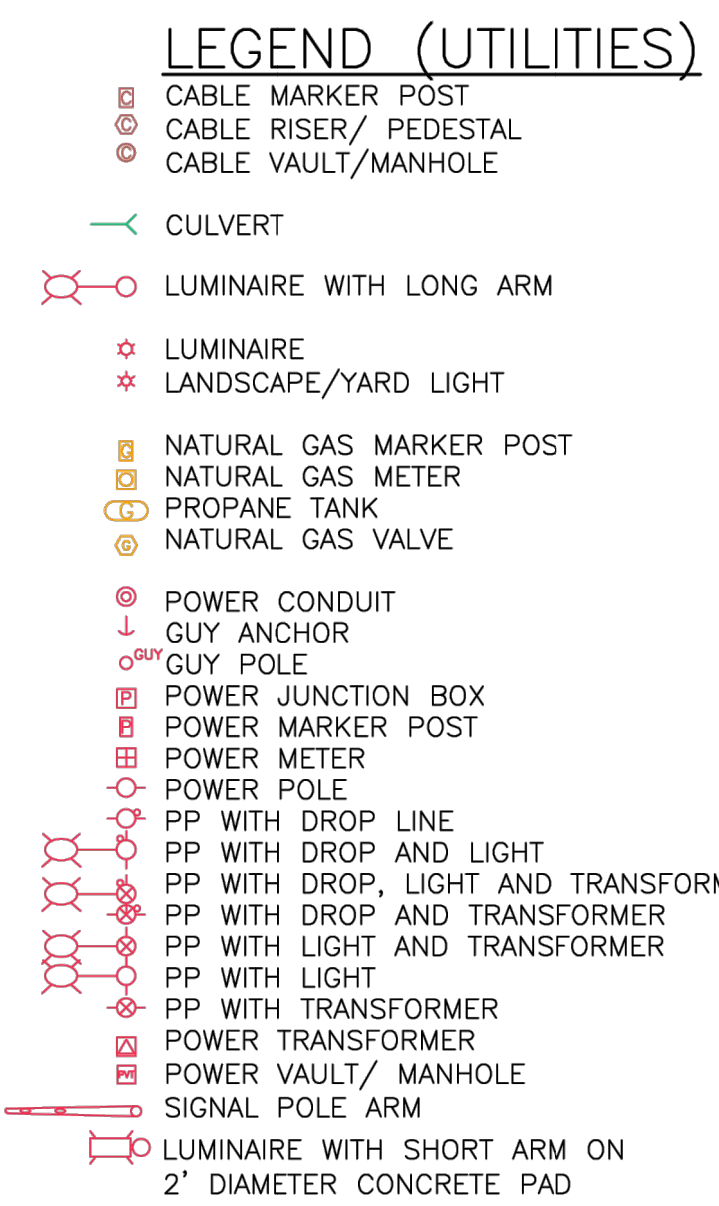 LEGEND (UTILITIES)
C CABLE MARKER POST
C CABLE RISER/ PEDESTAL
C CABLE VAULT/MANHOLE
CULVERT
LUMINAIRE WITH LONG ARM
LUMINAIRE
LANDSCAPE/YARD LIGHT
G NATURAL GAS MARKER POST
NATURAL GAS METER
G PROPANE TANK
G NATURAL GAS VALVE
POWER CONDUIT
GUY ANCHOR
GUY GUY POLE
P POWER JUNCTION BOX
P POWER MARKER POST
POWER METER
POWER POLE
PP WITH DROP LINE
PP WITH DROP AND LIGHT
PP WITH DROP, LIGHT AND TRANSFORM
PP WITH DROP AND TRANSFORMER
PP WITH LIGHT AND TRANSFORMER
PP WITH LIGHT
PP WITH TRANSFORMER
POWER TRANSFORMER
PVT POWER VAULT/ MANHOLE
SIGNAL POLE ARM
LUMINAIRE WITH SHORT ARM ON
2' DIAMETER CONCRETE PAD